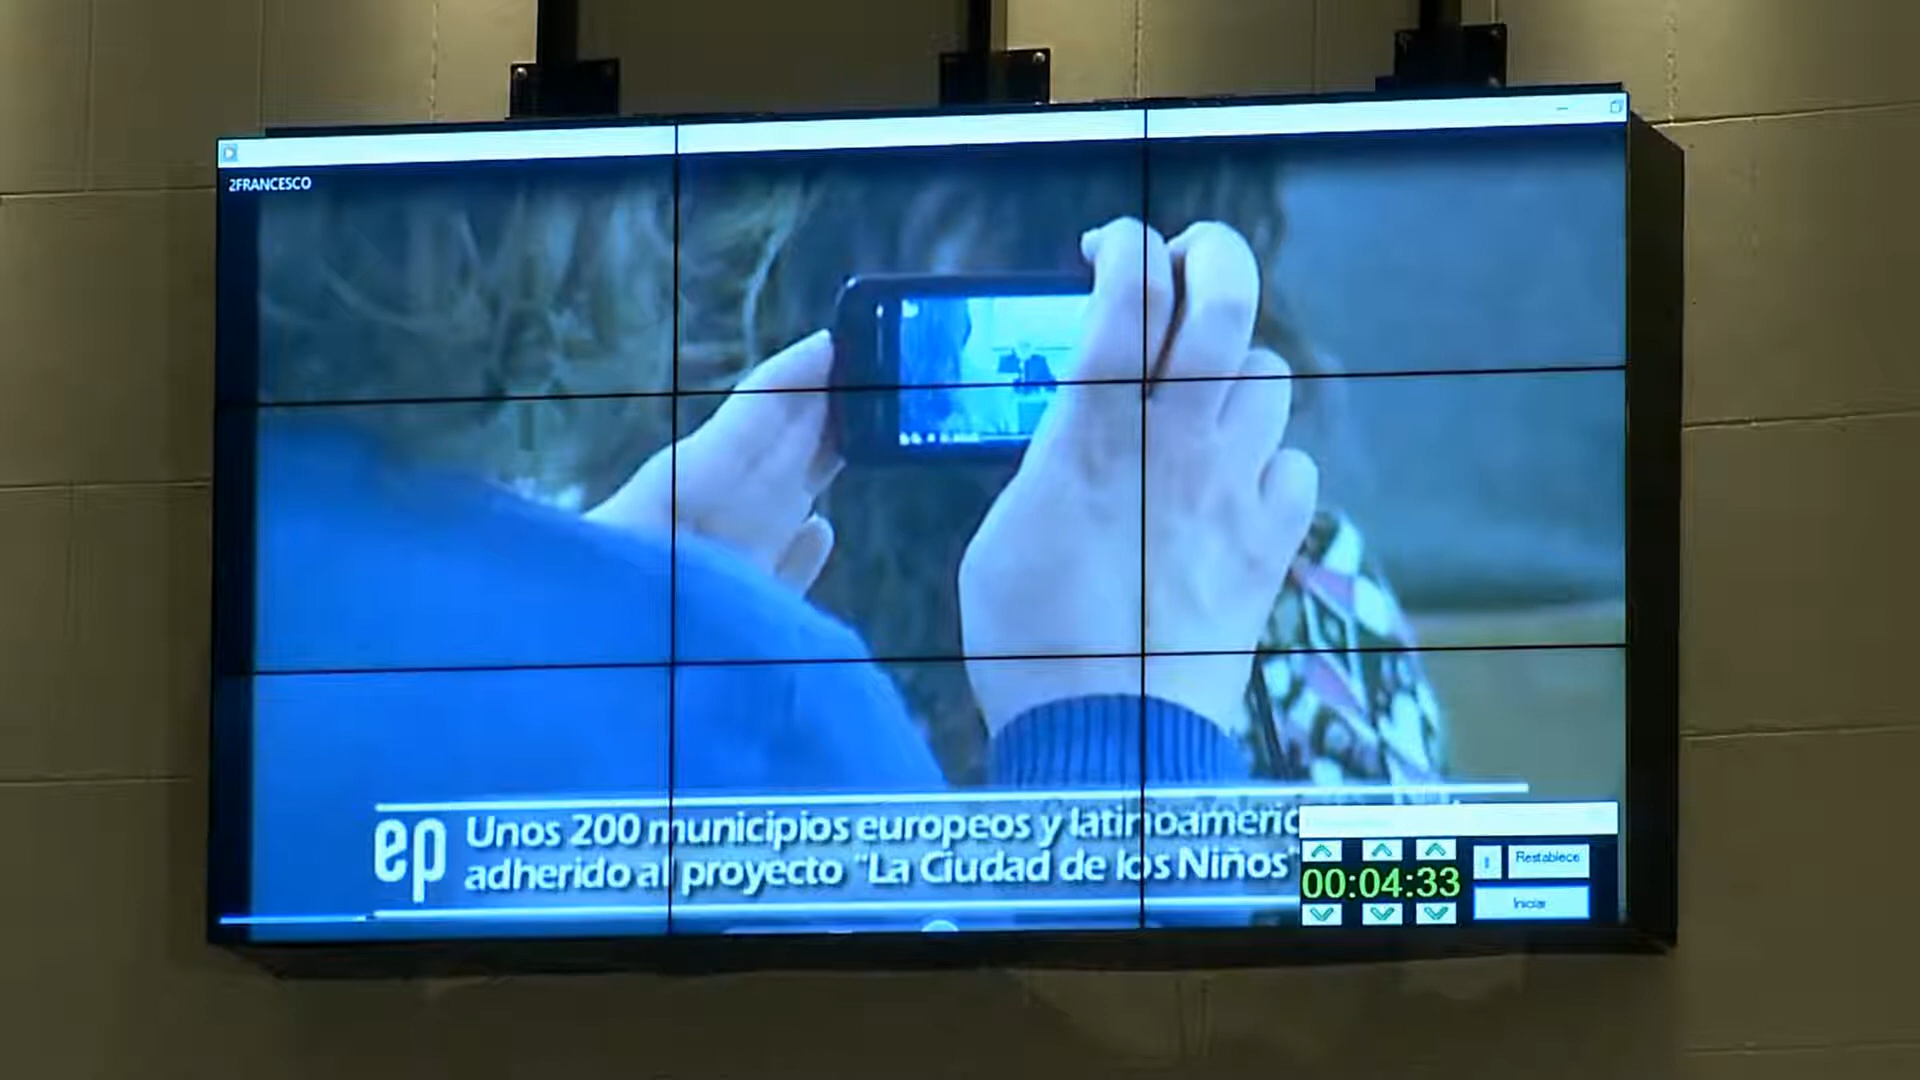 2FRANCESCO
ep
Unos 200 municipios europeos y latinoameric
adherido al proyecto "La Ciudad de los Niños"
00:04:33
Restablece
Iniciar